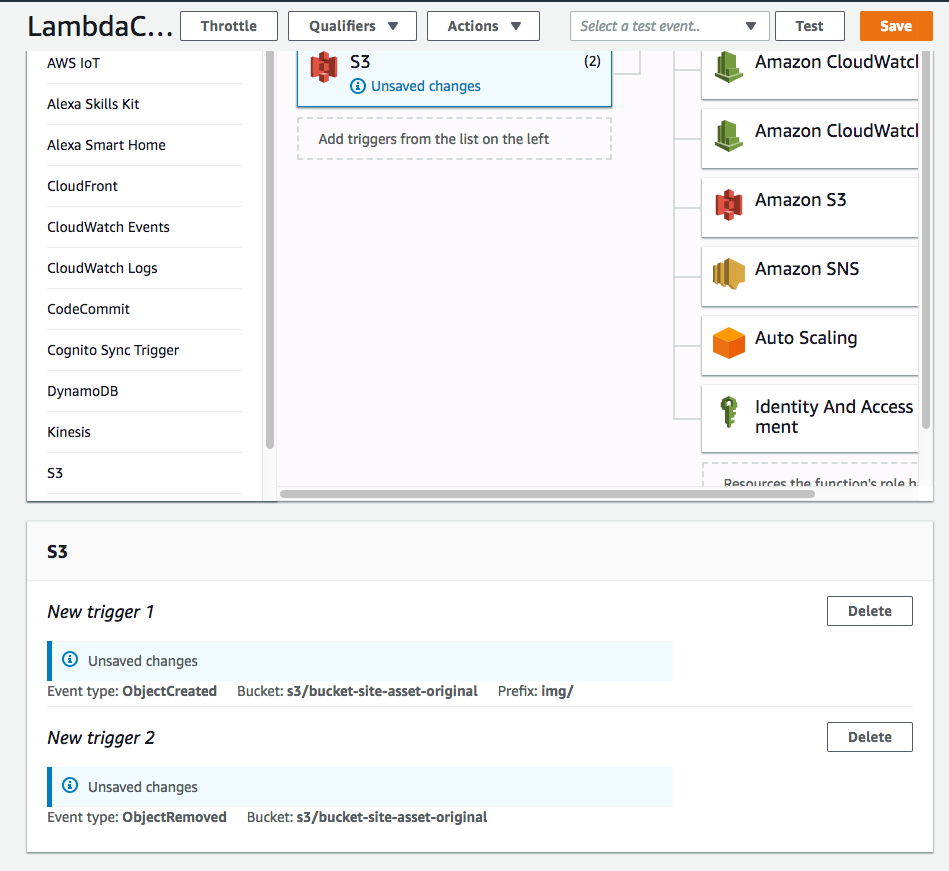 LambdaC...
Throttle
Qualifiers
Actions
Select a test event..
Test
Save
AWS IoT
Alexa Skills Kit
Alexa Smart Home
CloudFront
CloudWatch Events
CloudWatch Logs
CodeCommit
Cognito Sync Trigger
DynamoDB
Kinesis
S3
S3
(2)
Unsaved changes
Add triggers from the list on the left
Amazon CloudWatch
Amazon CloudWatch
Amazon S3
Amazon SNS
Auto Scaling
Identity And Access
ment
Resources the function's role h
S3
New trigger 1
Delete
Unsaved changes
Event type: ObjectCreated Bucket: s3/bucket-site-asset-original Prefix: img/
New trigger 2
Delete
Unsaved changes
Event type: ObjectRemoved Bucket: s3/bucket-site-asset-original